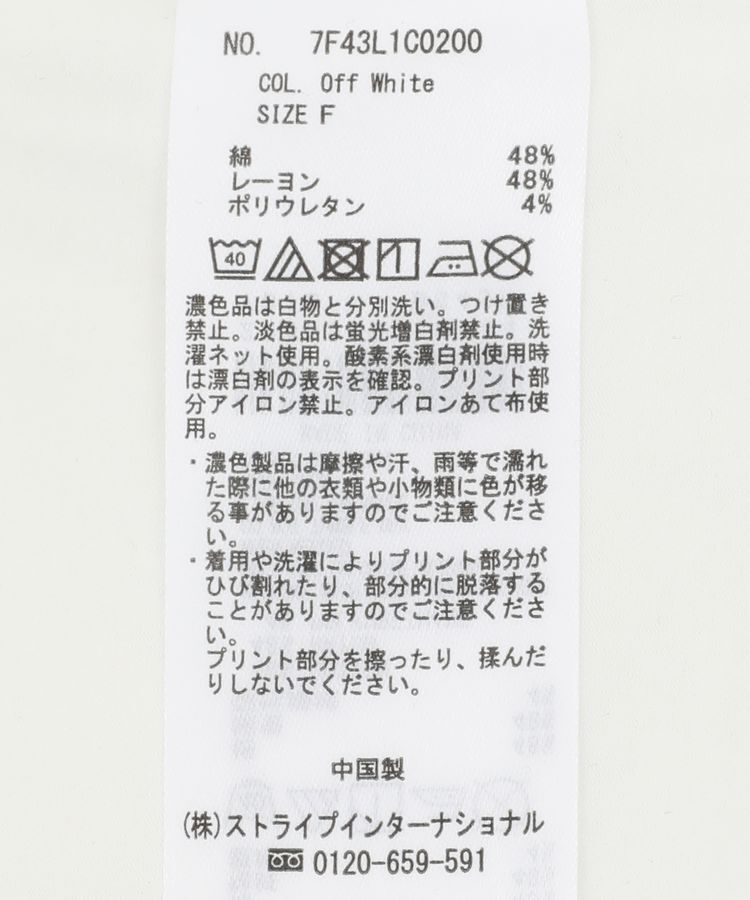 NO. 7F43L1C0200
COL. Off White
SIZE F
綿 48%
レーヨン 48%
ポリウレタン 4%
40
濃色品は白物と分別洗い。つけ置き
禁止。淡色品は蛍光増白剤禁止。洗
濯ネット使用。酸素系漂白剤使用時
は漂白剤の表示を確認。プリント部
分アイロン禁止。アイロンあて布使
用。
・濃色製品は摩擦や汗、雨等で濡れ
た際に他の衣類や小物類に色が移
る事がありますのでご注意くださ
い。
・着用や洗濯によりプリント部分が
ひび割れたり、部分的に脱落する
ことがありますのでご注意くださ
い。
プリント部分を擦ったり、揉んだ
りしないでください。
中国製
(株)ストライプインターナショナル
0120-659-591